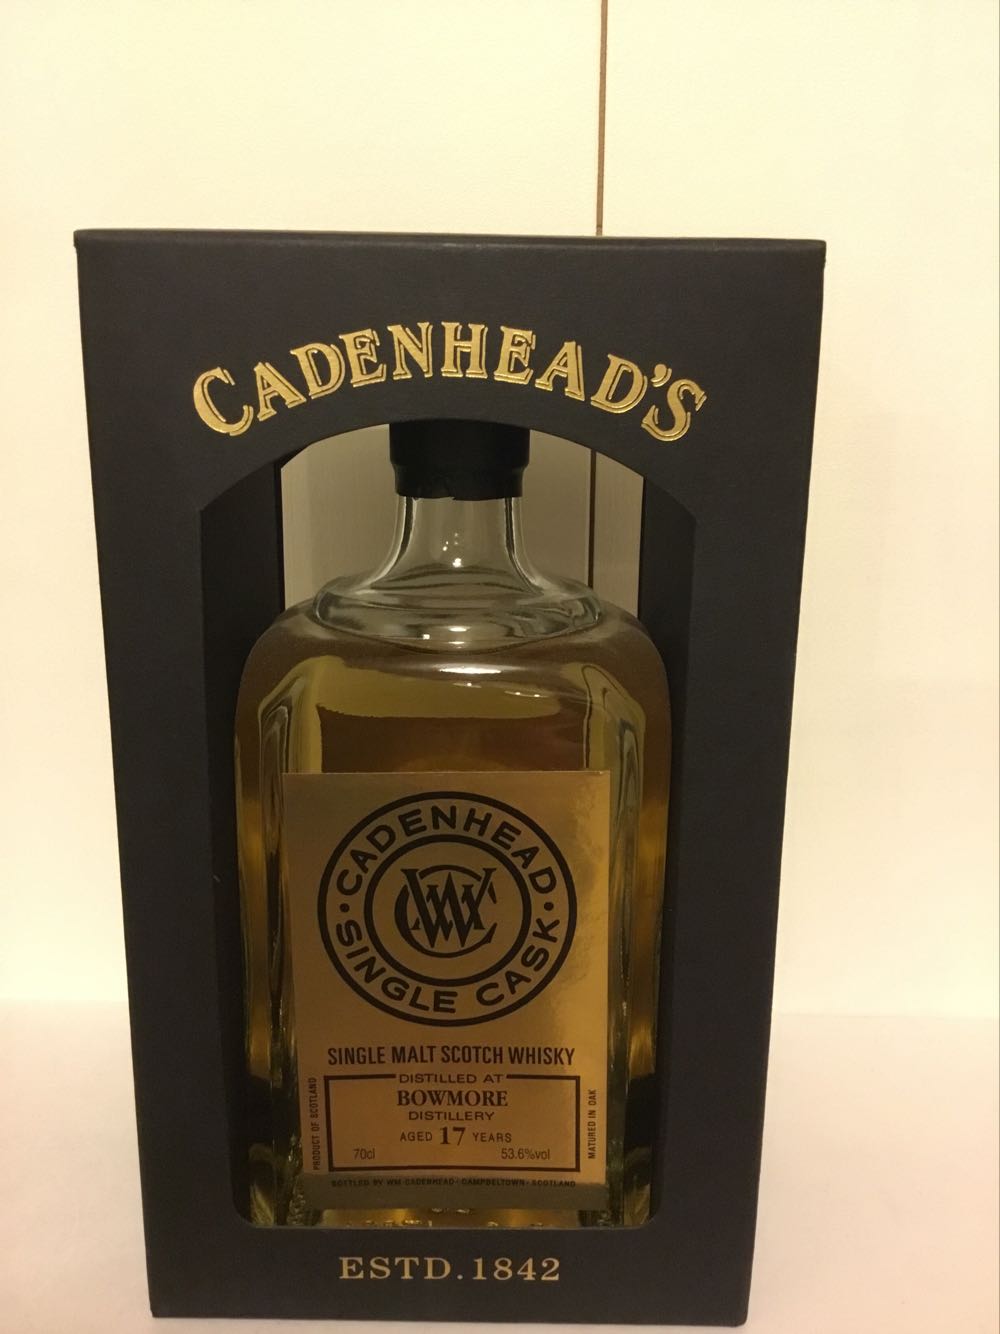 CADENHEAD'S
CADENHEAD
WC
SINGLE CASK
SINGLE MALT SCOTCH WHISKY
DISTILLED AT
BOWMORE
DISTILLERY
AGED 17 YEARS
70cl 53.6%vol
PRODUCT OF SCOTLAND
MATURED IN OAK
BOTTLED BY WM CADENHEAD · CAMPBELTOWN · SCOTLAND
ESTD.1842